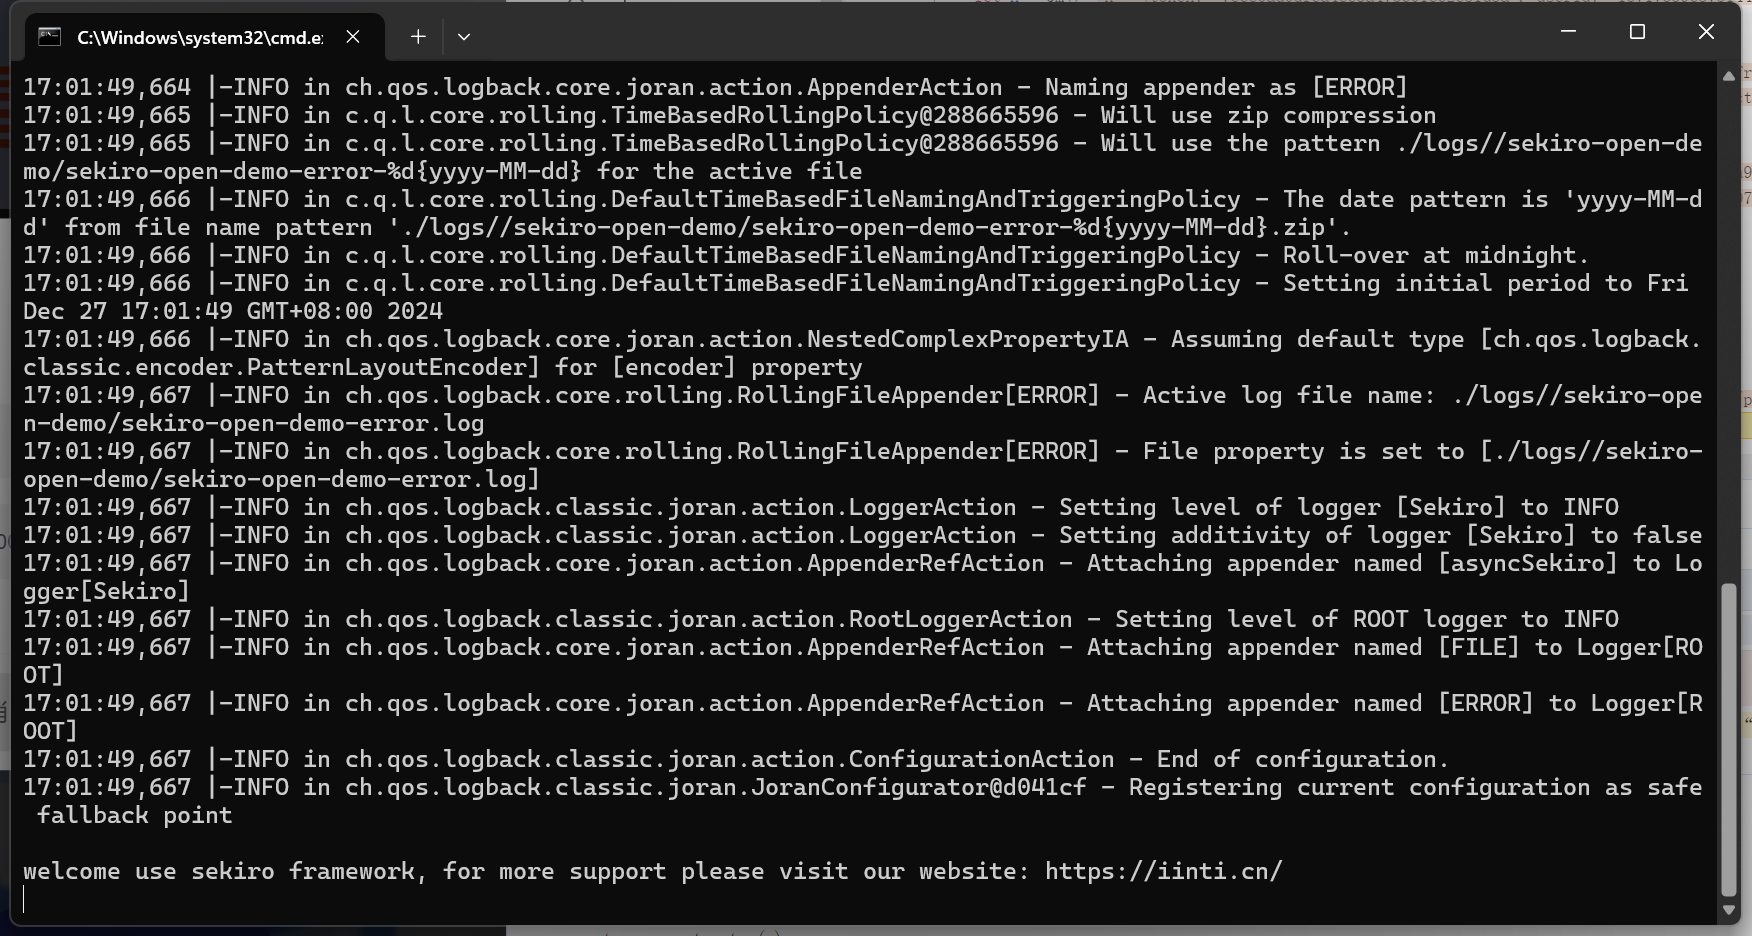 C:\Windows\system32\cmd.e
17:01:49,664 |-INFO in ch.qos.logback.core.joran.action.AppenderAction - Naming appender as [ERROR]
17:01:49,665 |-INFO in c.q.l.core.rolling.TimeBasedRollingPolicy@288665596 - Will use zip compression
17:01:49,665 |-INFO in c.q.l.core.rolling.TimeBasedRollingPolicy@288665596 - Will use the pattern ./logs//sekiro-open-de
mo/sekiro-open-demo-error-%d{yyyy-MM-dd} for the active file
17:01:49,666 |-INFO in c.q.l.core.rolling.DefaultTimeBasedFileNamingAndTriggeringPolicy - The date pattern is 'yyyy-MM-d
d' from file name pattern './logs//sekiro-open-demo/sekiro-open-demo-error-%d{yyyy-MM-dd}.zip'.
17:01:49,666 |-INFO in c.q.l.core.rolling.DefaultTimeBasedFileNamingAndTriggeringPolicy - Roll-over at midnight.
17:01:49,666 |-INFO in c.q.l.core.rolling.DefaultTimeBasedFileNamingAndTriggeringPolicy - Setting initial period to Fri
Dec 27 17:01:49 GMT+08:00 2024
17:01:49,666 |-INFO in ch.qos.logback.core.joran.action.NestedComplexPropertyIA - Assuming default type [ch.qos.logback.
classic.encoder.PatternLayoutEncoder] for [encoder] property
17:01:49,667 |-INFO in ch.qos.logback.core.rolling.RollingFileAppender[ERROR] - Active log file name: ./logs//sekiro-ope
n-demo/sekiro-open-demo-error.log
17:01:49,667 |-INFO in ch.qos.logback.core.rolling.RollingFileAppender[ERROR] - File property is set to [./logs//sekiro-
open-demo/sekiro-open-demo-error.log]
17:01:49,667 |-INFO in ch.qos.logback.classic.joran.action.LoggerAction - Setting level of logger [Sekiro] to INFO
17:01:49,667 |-INFO in ch.qos.logback.classic.joran.action.LoggerAction - Setting additivity of logger [Sekiro] to false
17:01:49,667 |-INFO in ch.qos.logback.core.joran.action.AppenderRefAction - Attaching appender named [asyncSekiro] to Lo
gger[Sekiro]
17:01:49,667 |-INFO in ch.qos.logback.classic.joran.action.RootLoggerAction - Setting level of ROOT logger to INFO
17:01:49,667 |-INFO in ch.qos.logback.core.joran.action.AppenderRefAction - Attaching appender named [FILE] to Logger[RO
OT]
17:01:49,667 |-INFO in ch.qos.logback.core.joran.action.AppenderRefAction - Attaching appender named [ERROR] to Logger[R
OOT]
17:01:49,667 |-INFO in ch.qos.logback.classic.joran.action.ConfigurationAction - End of configuration.
17:01:49,667 |-INFO in ch.qos.logback.classic.joran.JoranConfigurator@d041cf - Registering current configuration as safe
 fallback point
welcome use sekiro framework, for more support please visit our website: https://iinti.cn/